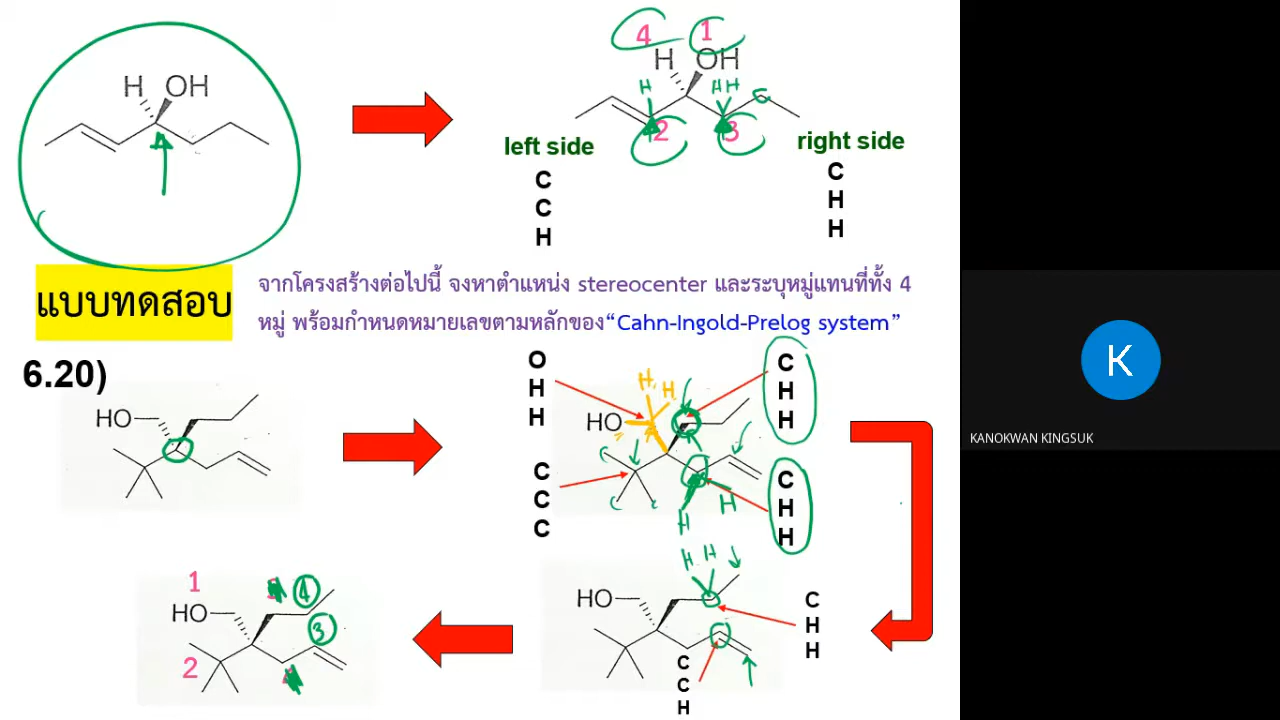 4 1
H OH
H OH
H HH
C
2 3
left side
right side
C
C
H
C
H
H
แบบทดสอบ
จากโครงสร้างต่อไปนี้ จงหาตำแหน่ง stereocenter และระบุหมู่แทนที่ทั้ง 4
หมู่ พร้อมกำหนดหมายเลขตามหลักของ“Cahn-Ingold-Prelog system”
6.20)
HO
O
H
H
C
C
C
H H
HO
H
H
C
H
H
C
H
H
K
KANOKWAN KINGSUK
1
HO
2
4
3
H H
HO
C
C
H
C
H
H